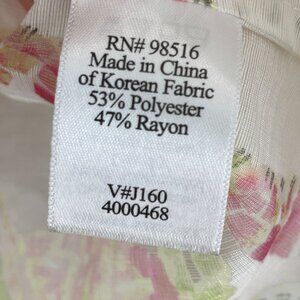 RN# 98516
Made in China
of Korean Fabric
53% Polyester
47% Rayon
V#J160
4000468